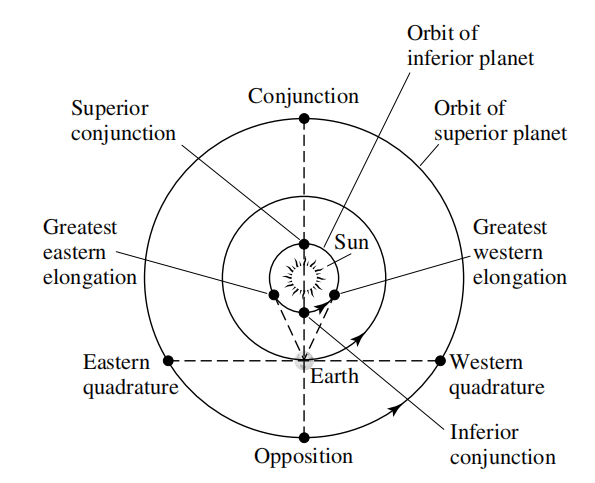 Orbit of
inferior planet
Conjunction
Superior
conjunction
Orbit of
superior planet
Greatest
eastern
elongation
Sun
Greatest
western
elongation
Eastern
quadrature
Earth
Western
quadrature
Inferior
conjunction
Opposition